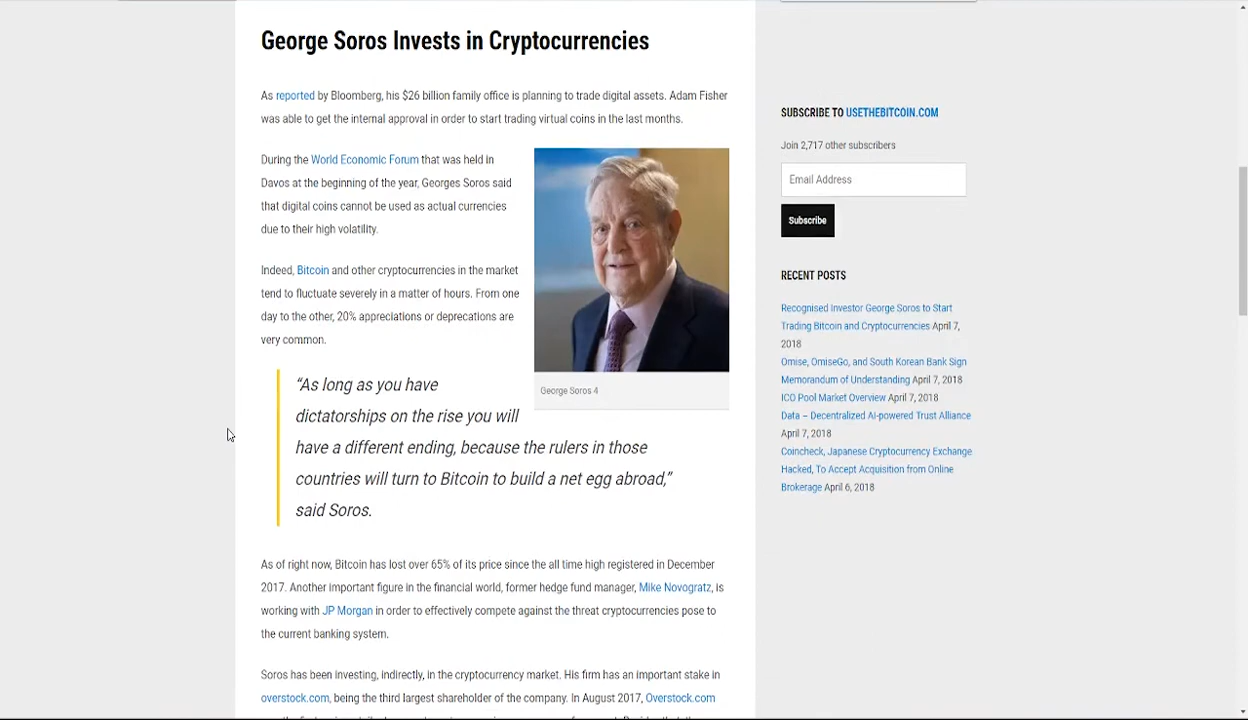 George Soros Invests in Cryptocurrencies
As reported by Bloomberg, his $26 billion family office is planning to trade digital assets. Adam Fisher
was able to get the internal approval in order to start trading virtual coins in the last months.
During the World Economic Forum that was held in
Davos at the beginning of the year, Georges Soros said
that digital coins cannot be used as actual currencies
due to their high volatility.
Indeed, Bitcoin and other cryptocurrencies in the market
tend to fluctuate severely in a matter of hours. From one
day to the other, 20% appreciations or deprecations are
very common.
George Soros 4
“As long as you have
dictatorships on the rise you will
have a different ending, because the rulers in those
countries will turn to Bitcoin to build a net egg abroad,”
said Soros.
As of right now, Bitcoin has lost over 65% of its price since the all time high registered in December
2017. Another important figure in the financial world, former hedge fund manager, Mike Novogratz, is
working with JP Morgan in order to effectively compete against the threat cryptocurrencies pose to
the current banking system.
Soros has been investing, indirectly, in the cryptocurrency market. His firm has an important stake in
overstock.com, being the third largest shareholder of the company. In August 2017, Overstock.com
SUBSCRIBE TO USETHEBITCOIN.COM
Join 2,717 other subscribers
Email Address
Subscribe
RECENT POSTS
Recognised Investor George Soros to Start
Trading Bitcoin and Cryptocurrencies April 7,
2018
Omise, OmiseGo, and South Korean Bank Sign
Memorandum of Understanding April 7, 2018
ICO Pool Market Overview April 7, 2018
Data – Decentralized AI-powered Trust Alliance
April 7, 2018
Coincheck, Japanese Cryptocurrency Exchange
Hacked, To Accept Acquisition from Online
Brokerage April 6, 2018